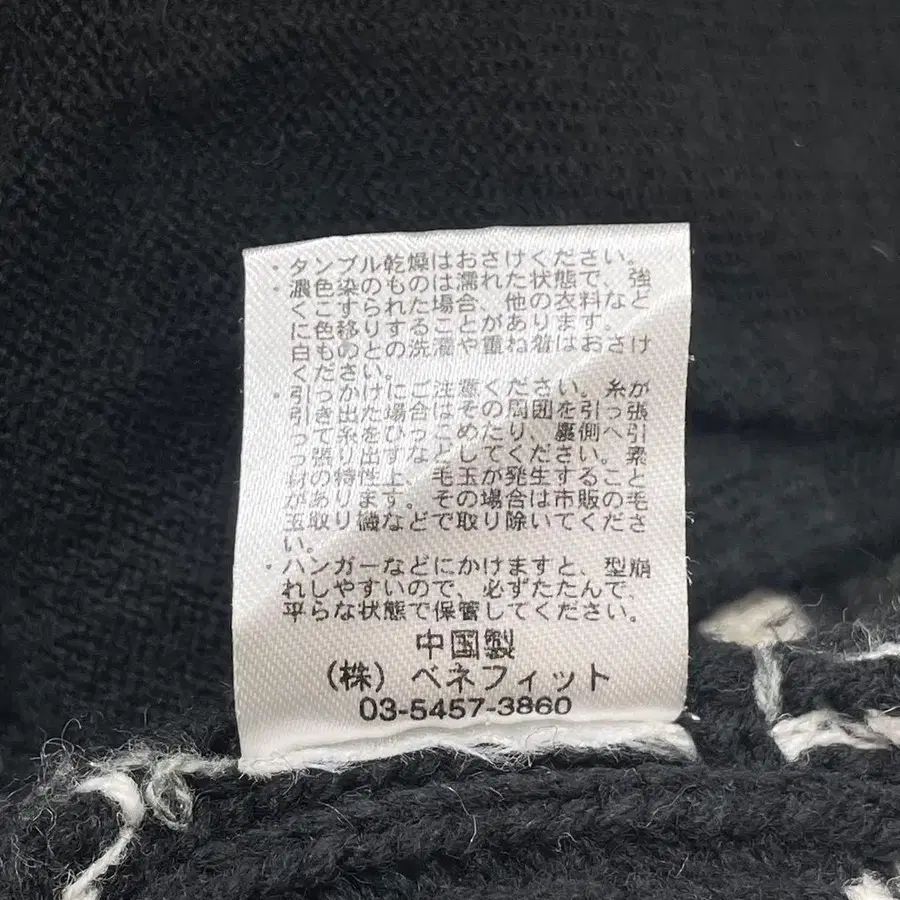 ・タンブル乾燥はおさけください。
・濃色染のものは濡れた状態で、強
くこすられた場合、他の衣料など
に色移りすることがあります。
白ものとの洗濯や重ね着はおさけ
ください。
・引っかけにご注意ください。糸が
引き出た場合はその周囲を引っ張
って糸をひっこめたり、裏側へ引
っ張り出すなどしてください。素
材の特性上、毛玉が発生すること
があります。その場合は市販の毛
玉取り機などで取り除いてくださ
い。
・ハンガーなどにかけますと、型崩
れしやすいので、必ずたたんで、
平らな状態で保管してください。
中国製
（株）ベネフィット
03-5457-3860